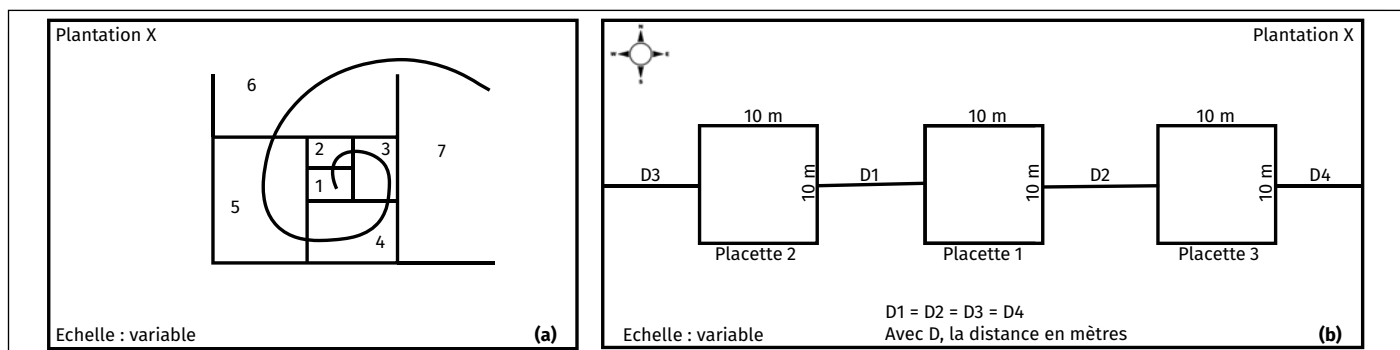 Plantation X
6
2
3
7
1
5
4
Echelle : variable
(a)
Plantation X
N
W
E
S
10 m
10 m
10 m
D3
10 m
D1
10 m
D2
10 m
D4
Placette 2
Placette 1
Placette 3
D1 = D2 = D3 = D4
Echelle : variable
Avec D, la distance en mètres
(b)